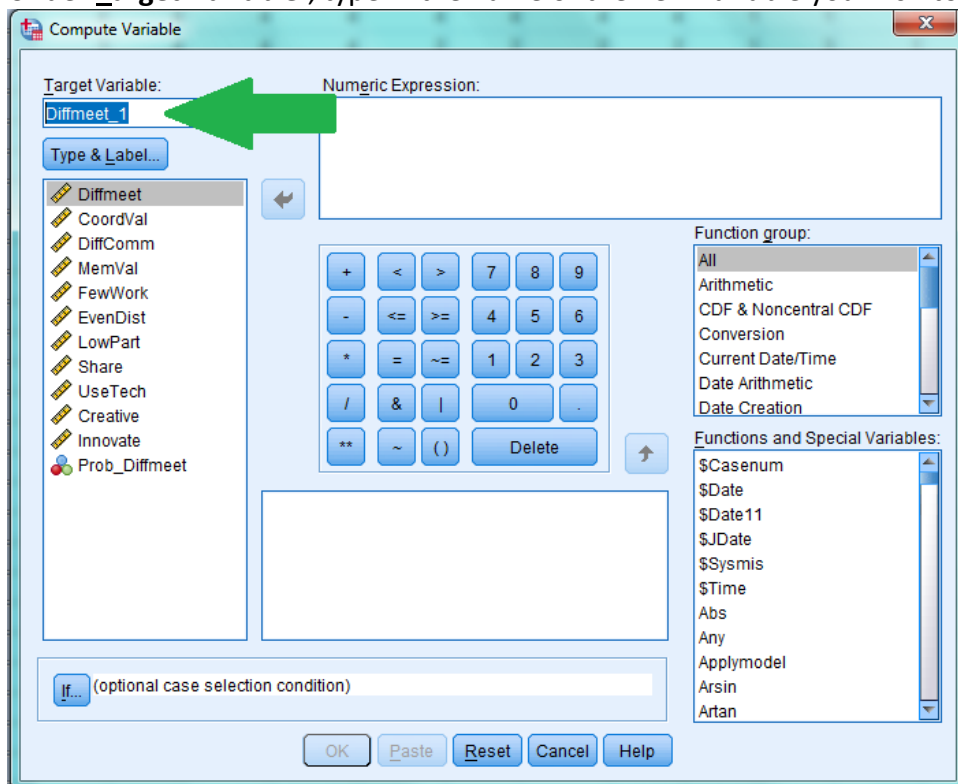 Compute Variable
Target Variable:
Numeric Expression:
Diffmeet_1
Type & Label...
Diffmeet
CoordVal
DiffComm
MemVal
FewWork
EvenDist
LowPart
Share
UseTech
Creative
Innovate
Prob_Diffmeet
+ < > 7 8 9
- <= >= 4 5 6
* = ~= 1 2 3
/ & | 0 .
** ~ ( ) Delete
Function group:
All
Arithmetic
CDF & Noncentral CDF
Conversion
Current Date/Time
Date Arithmetic
Date Creation
Functions and Special Variables:
$Casenum
$Date
$Date11
$JDate
$Sysmis
$Time
Abs
Any
Applymodel
Arsin
Artan
If... (optional case selection condition)
OK Paste Reset Cancel Help